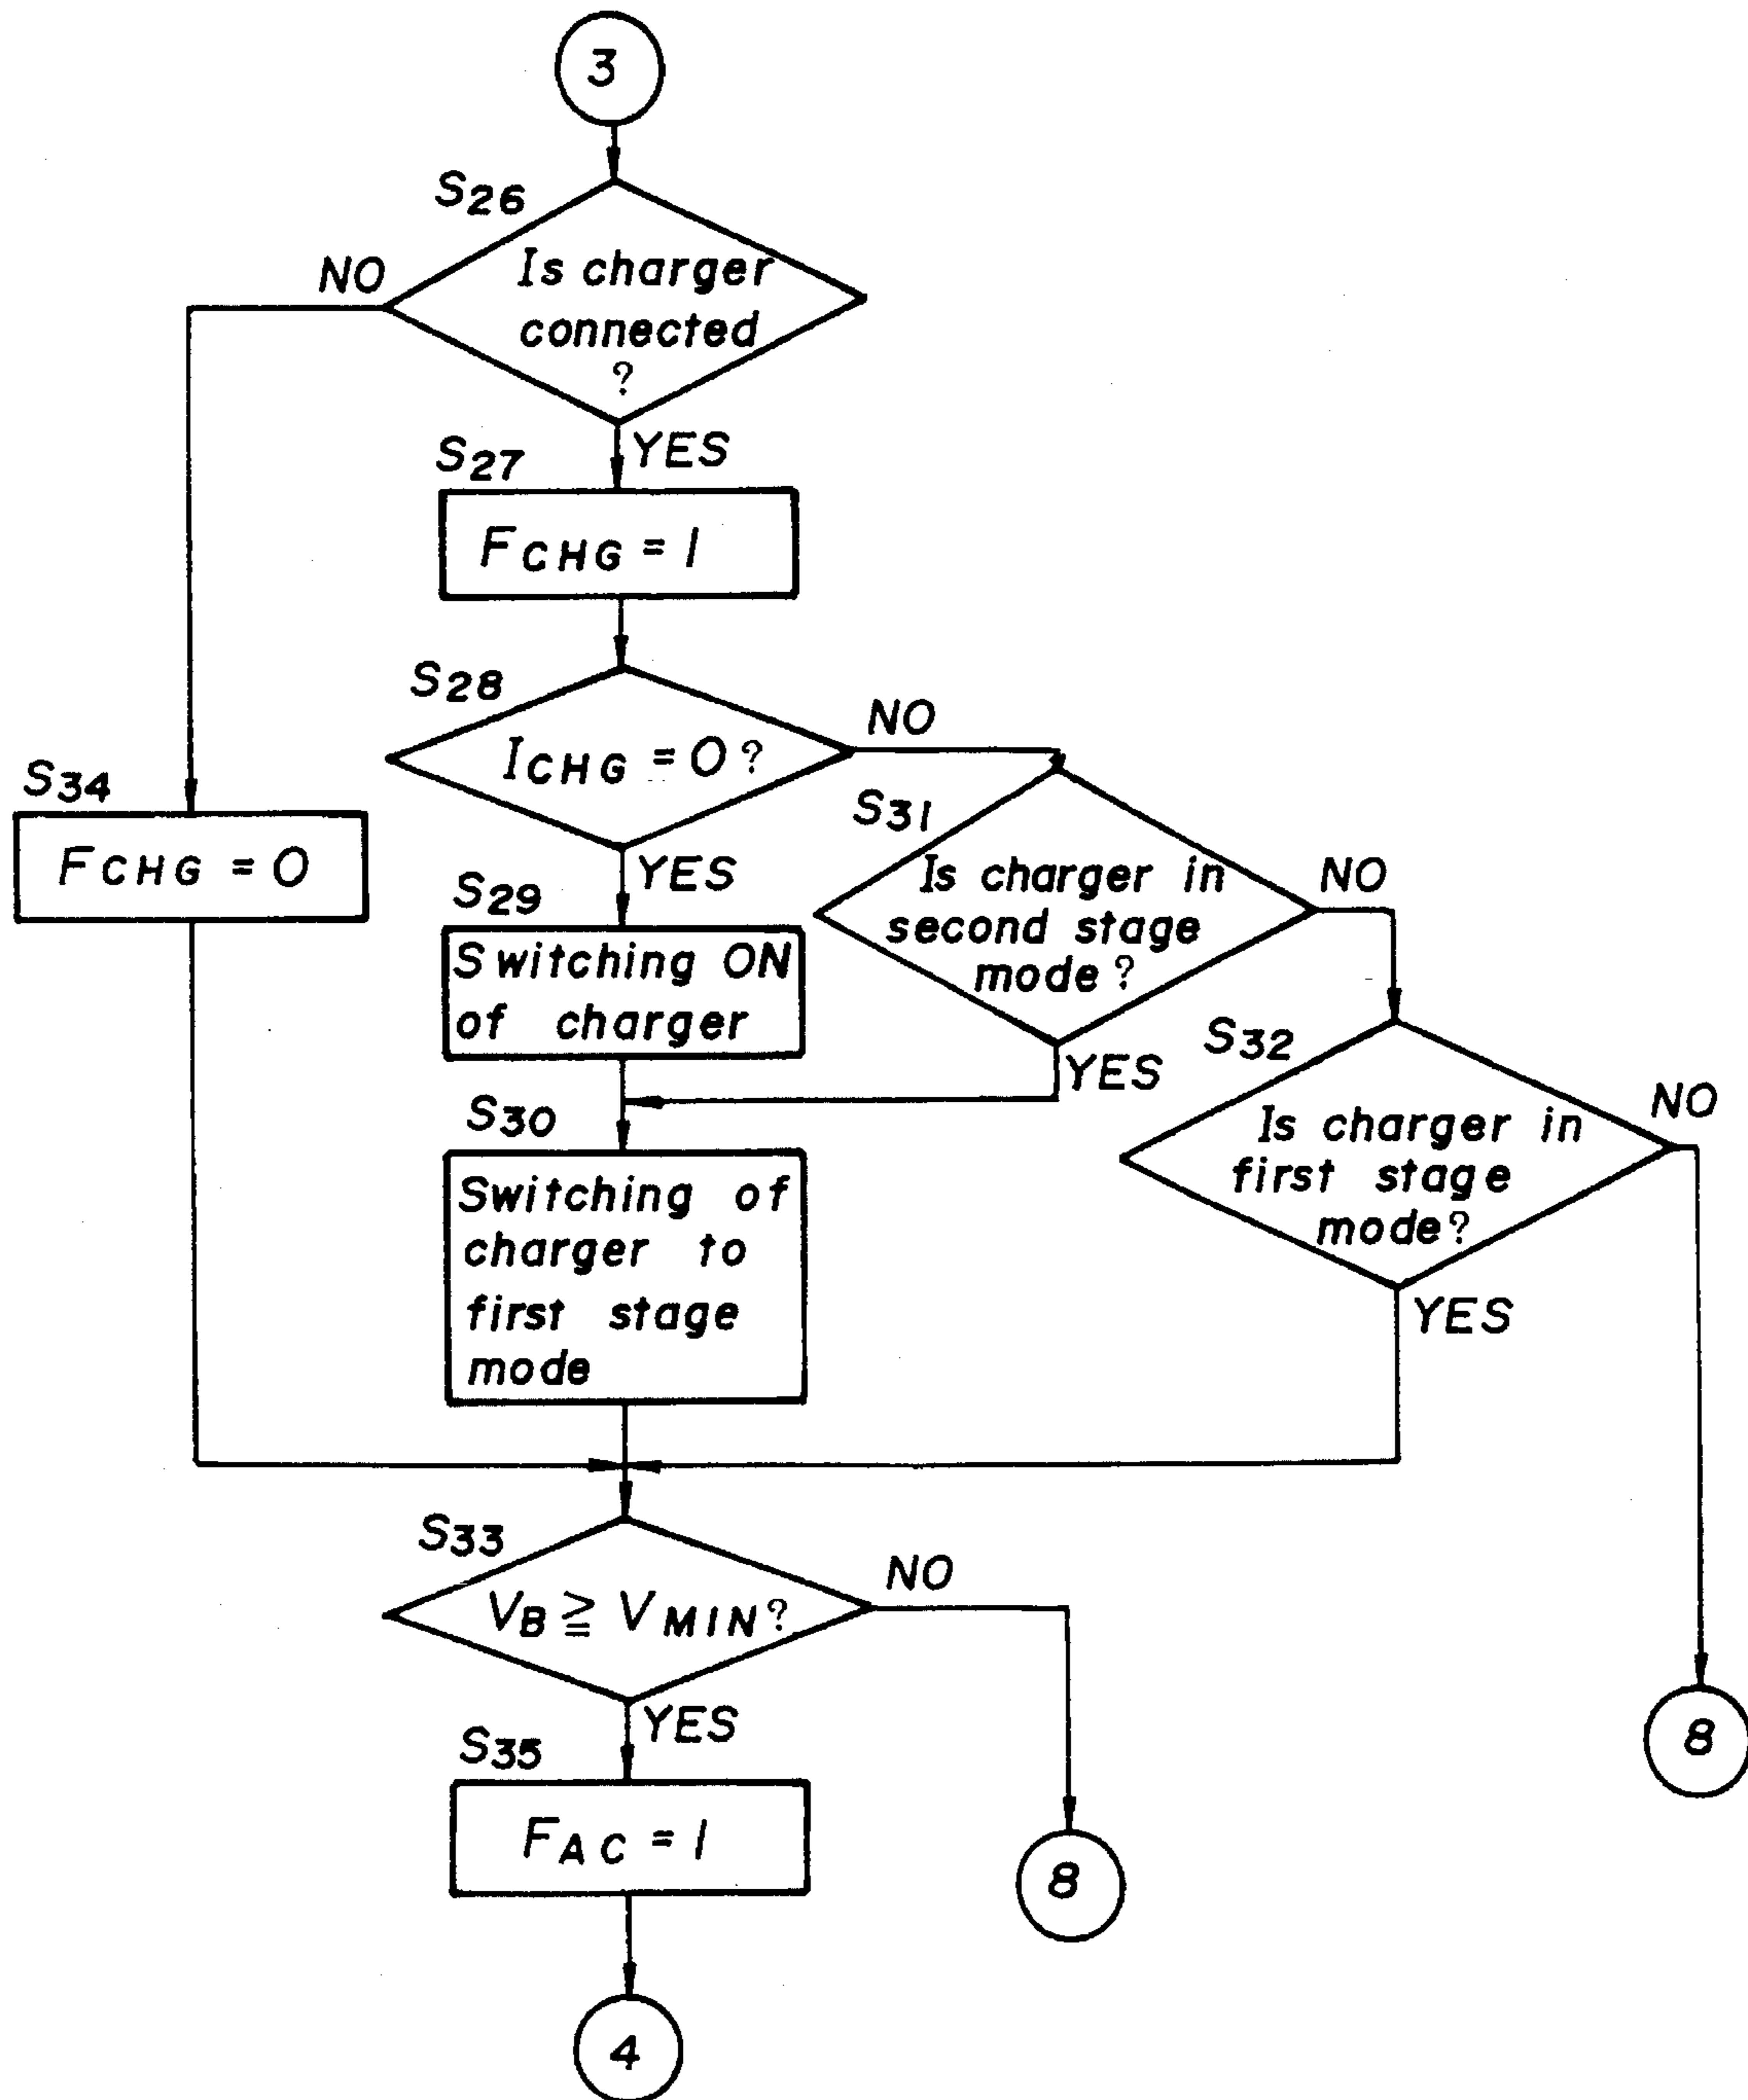 3
S26
Is charger
connected
?
NO
YES
S27
FCHG = 1
S28
ICHG = 0?
NO
YES
S34
FCHG = 0
S29
Switching ON
of charger
S31
Is charger in
second stage
mode?
NO
YES
S30
Switching of
charger to
first stage
mode
S32
Is charger in
first stage
mode?
NO
YES
S33
VB ≧ VMIN?
NO
YES
S35
FAC = 1
8
8
4